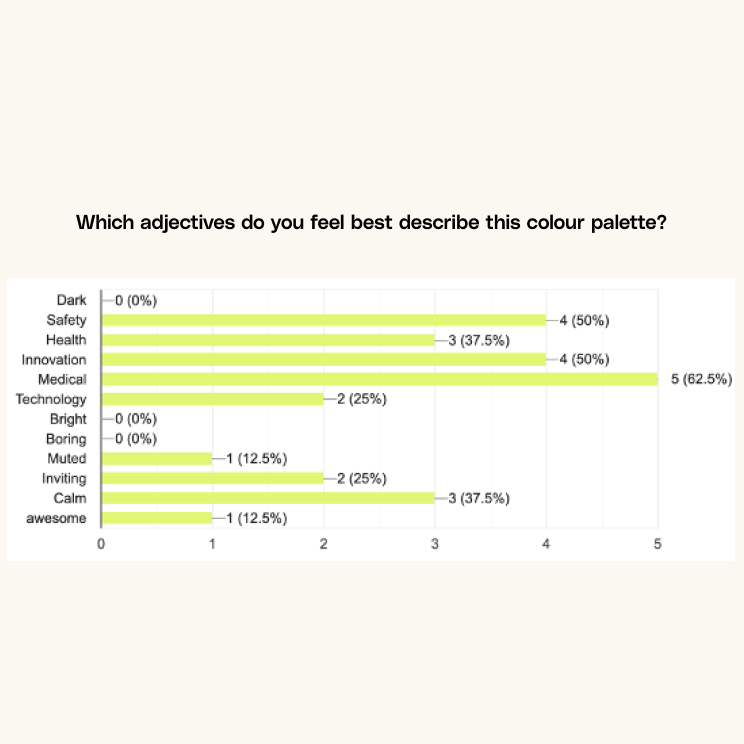 Which adjectives do you feel best describe this colour palette?
Dark 0 (0%)
Safety 4 (50%)
Health 3 (37.5%)
Innovation 4 (50%)
Medical 5 (62.5%)
Technology 2 (25%)
Bright 0 (0%)
Boring 0 (0%)
Muted 1 (12.5%)
Inviting 2 (25%)
Calm 3 (37.5%)
awesome 1 (12.5%)
0 1 2 3 4 5